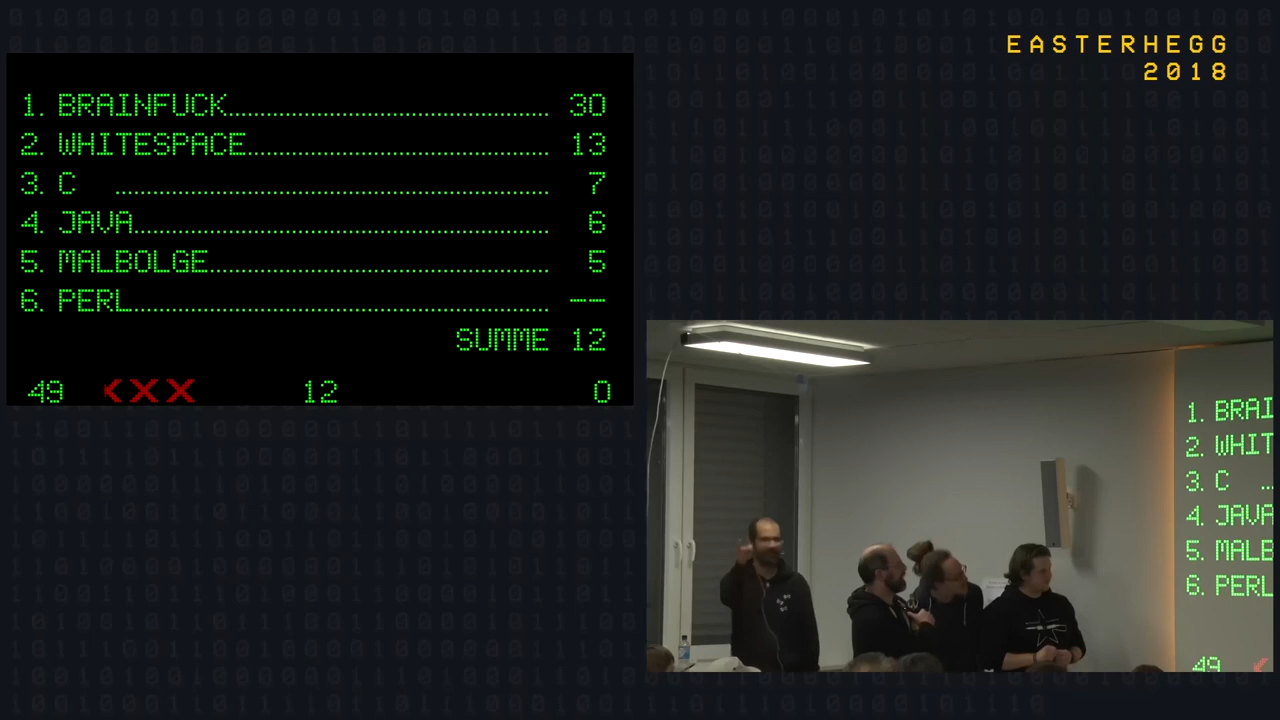 EASTERHEGG
2018
1. BRAINFUCK 30
2. WHITESPACE 13
3. C 7
4. JAVA 6
5. MALBOLGE 5
6. PERL --
SUMME 12
49 XXX 12 0
1. BRAI
2. WHIT
3. C
4. JAVA
5. MALB
6. PERL
49